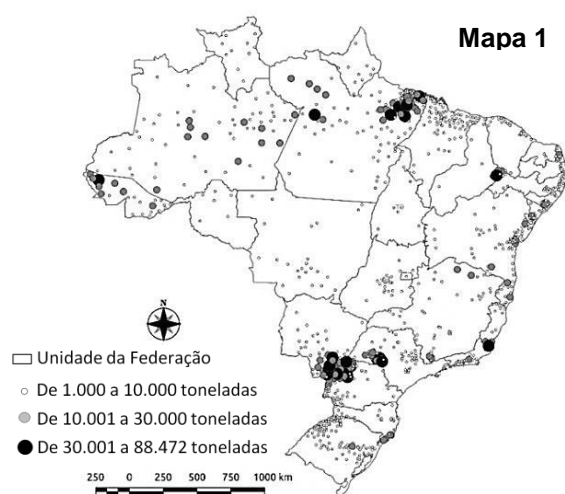 Mapa 1
N
Unidade da Federação
De 1.000 a 10.000 toneladas
De 10.001 a 30.000 toneladas
De 30.001 a 88.472 toneladas
250 0 250 500 750 1000 km